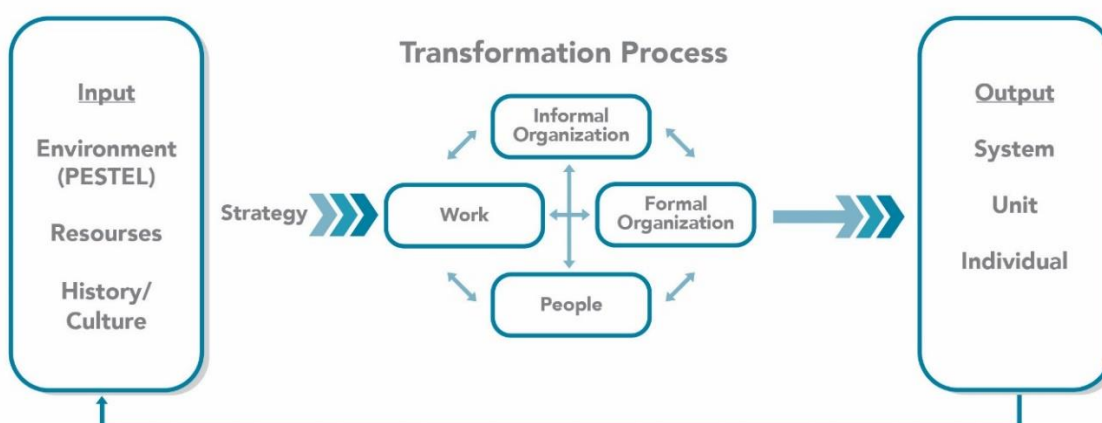 Transformation Process
Input
Environment
(PESTEL)
Resourses
History/
Culture
Strategy
Informal
Organization
Work
Formal
Organization
People
Output
System
Unit
Individual